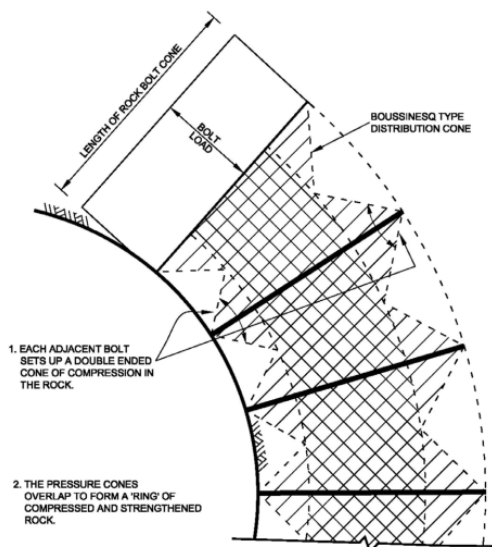 LENGTH OF ROCK BOLT CONE
BOLT
LOAD
BOUSSINESQ TYPE
DISTRIBUTION CONE
1. EACH ADJACENT BOLT
SETS UP A DOUBLE ENDED
CONE OF COMPRESSION IN
THE ROCK.
2. THE PRESSURE CONES
OVERLAP TO FORM A 'RING' OF
COMPRESSED AND STRENGTHENED
ROCK.